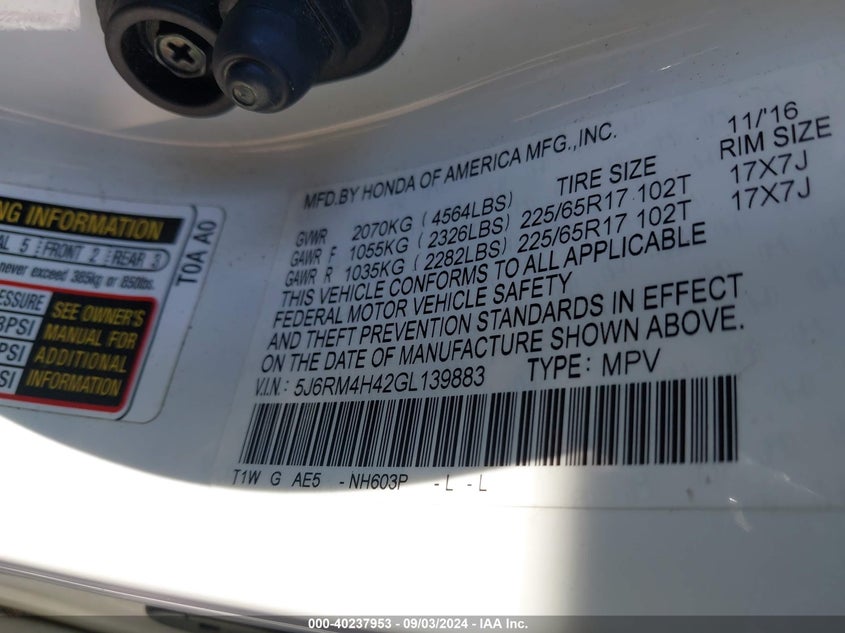 MFD.BY HONDA OF AMERICA MFG.,INC. 11/'16
TIRE SIZE RIM SIZE
GVWR 2070KG ( 4564LBS)
GAWR F 1055KG ( 2326LBS) 225/65R17 102T 17X7J
GAWR R 1035KG ( 2282LBS) 225/65R17 102T 17X7J
THIS VEHICLE CONFORMS TO ALL APPLICABLE
FEDERAL MOTOR VEHICLE SAFETY
AND THEFT PREVENTION STANDARDS IN EFFECT
ON THE DATE OF MANUFACTURE SHOWN ABOVE.
V.I.N.: 5J6RM4H42GL139883 TYPE: MPV
T1W G AE5 -NH603P -L -L
INFORMATION
5 FRONT 2 REAR 3
never exceed 385kg or 850lbs.
T0A A0
SEE OWNER'S
MANUAL FOR
ADDITIONAL
INFORMATION
000-40237953 - 09/03/2024 - IAA Inc.